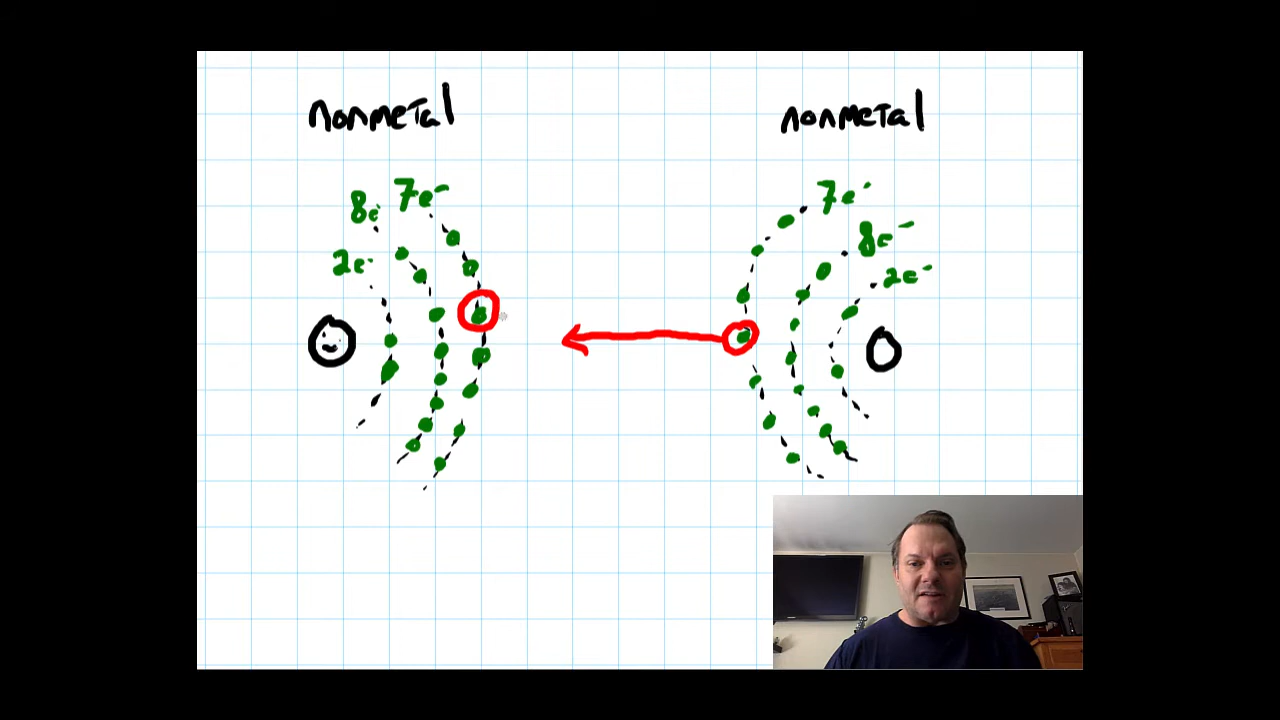 nonmetal
nonmetal
8e⁻ 7e⁻
2e⁻
7e⁻
8e⁻
2e⁻